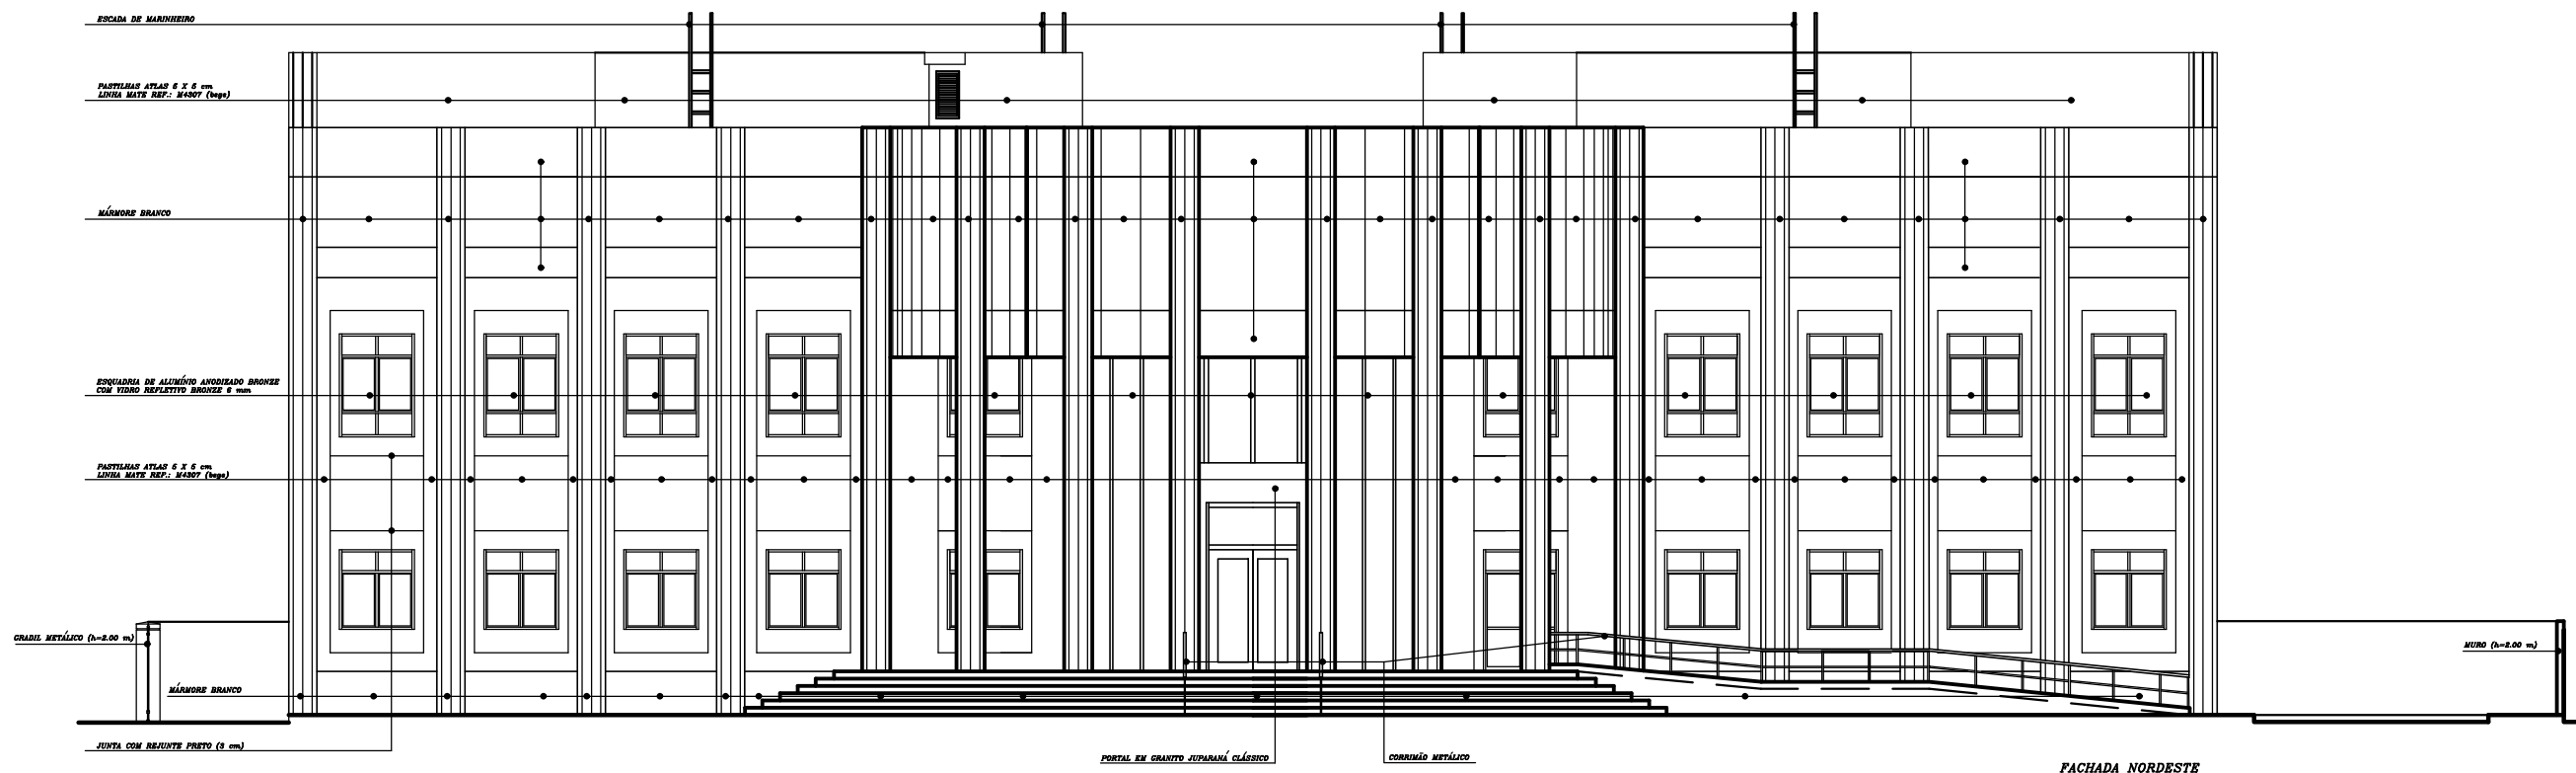 ESCADA DE MARINHEIRO
PASTILHAS ATLAS 5 X 5 cm
LINHA MATE REF.: M4307 (bege)
MÁRMORE BRANCO
ESQUADRIA DE ALUMÍNIO ANODIZADO BRONZE
COM VIDRO REFLETIVO BRONZE 6 mm
PASTILHAS ATLAS 5 X 5 cm
LINHA MATE REF.: M4307 (bege)
GRADIL METÁLICO (h=2.00 m)
MURO (h=2.00 m)
MÁRMORE BRANCO
JUNTA COM REJUNTE PRETO (3 cm)
PORTAL EM GRANITO JUPARANÁ CLÁSSICO
CORRIMÃO METÁLICO
FACHADA NORDESTE